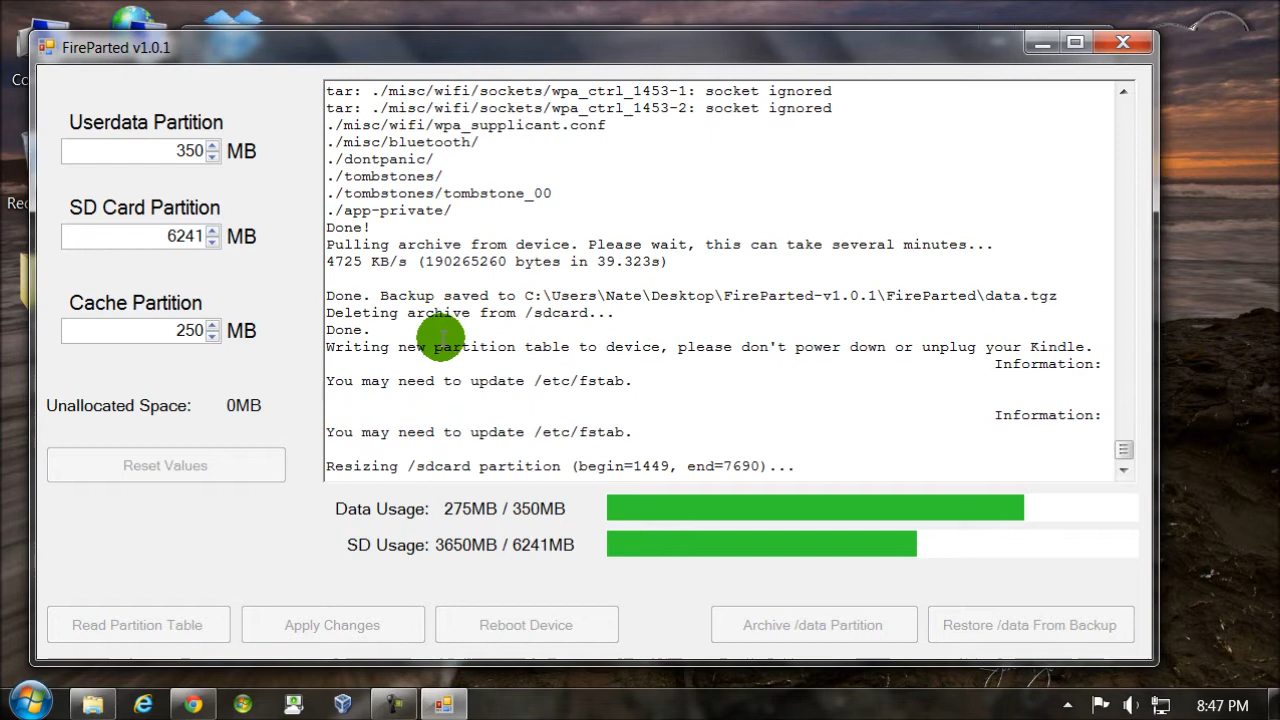 Co
Rec
FireParted v1.0.1
Userdata Partition
350 MB
SD Card Partition
6241 MB
Cache Partition
250 MB
Unallocated Space: 0MB
Reset Values
tar: ./misc/wifi/sockets/wpa_ctrl_1453-1: socket ignored
tar: ./misc/wifi/sockets/wpa_ctrl_1453-2: socket ignored
./misc/wifi/wpa_supplicant.conf
./misc/bluetooth/
./dontpanic/
./tombstones/
./tombstones/tombstone_00
./app-private/
Done!
Pulling archive from device. Please wait, this can take several minutes...
4725 KB/s (190265260 bytes in 39.323s)
Done. Backup saved to C:\Users\Nate\Desktop\FireParted-v1.0.1\FireParted\data.tgz
Deleting archive from /sdcard...
Done.
Writing new partition table to device, please don't power down or unplug your Kindle.
Information:
You may need to update /etc/fstab.
Information:
You may need to update /etc/fstab.
Resizing /sdcard partition (begin=1449, end=7690)...
Data Usage: 275MB / 350MB
SD Usage: 3650MB / 6241MB
Read Partition Table
Apply Changes
Reboot Device
Archive /data Partition
Restore /data From Backup
8:47 PM